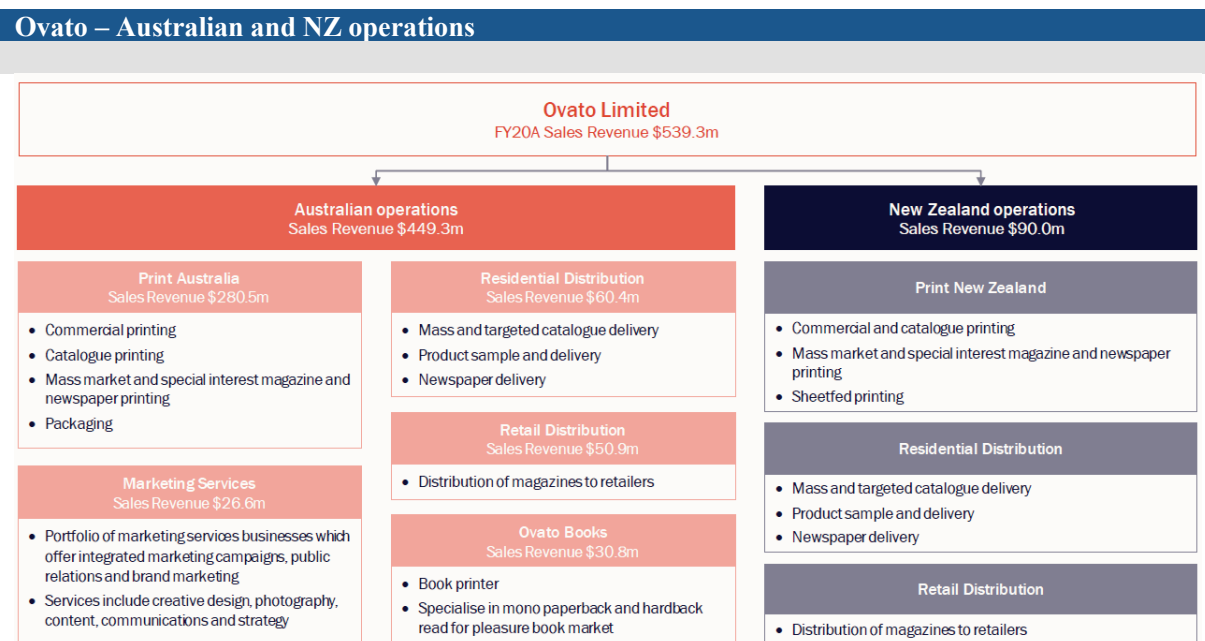 Ovato – Australian and NZ operations
Ovato Limited
FY20A Sales Revenue $539.3m
Australian operations
Sales Revenue $449.3m
Print Australia
Sales Revenue $280.5m
• Commercial printing
• Catalogue printing
• Mass market and special interest magazine and
newspaper printing
• Packaging
Marketing Services
Sales Revenue $26.6m
• Portfolio of marketing services businesses which
offer integrated marketing campaigns, public
relations and brand marketing
• Services include creative design, photography,
content, communications and strategy
Residential Distribution
Sales Revenue $60.4m
• Mass and targeted catalogue delivery
• Product sample and delivery
• Newspaper delivery
Retail Distribution
Sales Revenue $50.9m
• Distribution of magazines to retailers
Ovato Books
Sales Revenue $30.8m
• Book printer
• Specialise in mono paperback and hardback
read for pleasure book market
New Zealand operations
Sales Revenue $90.0m
Print New Zealand
• Commercial and catalogue printing
• Mass market and special interest magazine and newspaper
printing
• Sheetfed printing
Residential Distribution
• Mass and targeted catalogue delivery
• Product sample and delivery
• Newspaper delivery
Retail Distribution
• Distribution of magazines to retailers